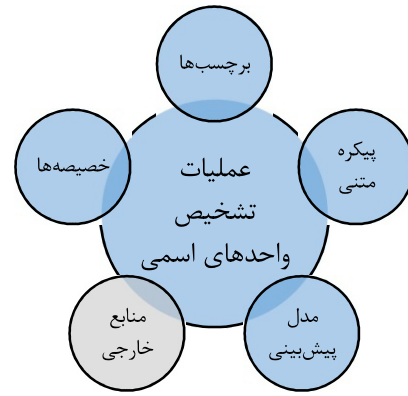 برچسب‌ها
پیکره
متنی
خصیصه‌ها
عملیات
تشخیص
واحدهای اسمی
مدل
پیش‌بینی
منابع
خارجی